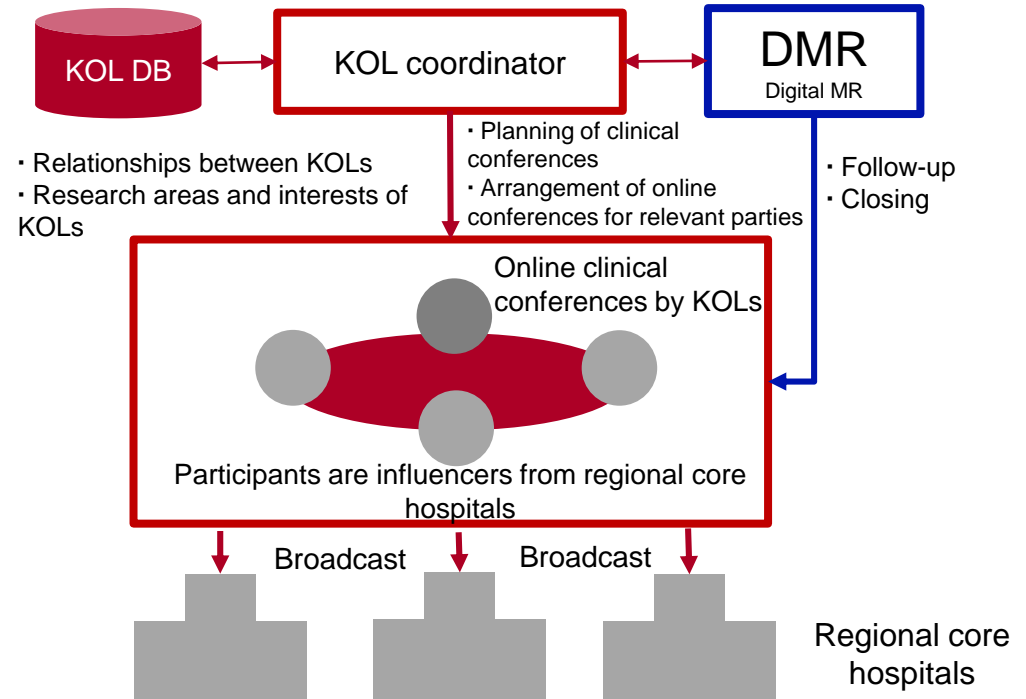 KOL DB
KOL coordinator
DMR
Digital MR
・Relationships between KOLs
・Research areas and interests of
KOLs
・Planning of clinical
conferences
・Arrangement of online
conferences for relevant parties
・Follow-up
・Closing
Online clinical
conferences by KOLs
Participants are influencers from regional core
hospitals
Broadcast
Broadcast
Regional core
hospitals